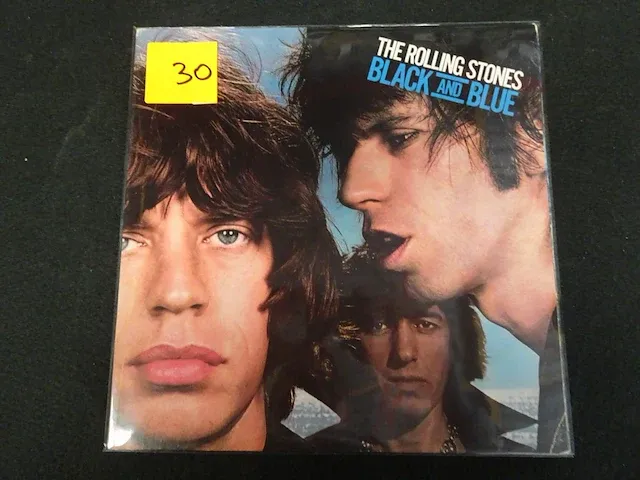 30
THE ROLLING STONES
BLACK AND BLUE